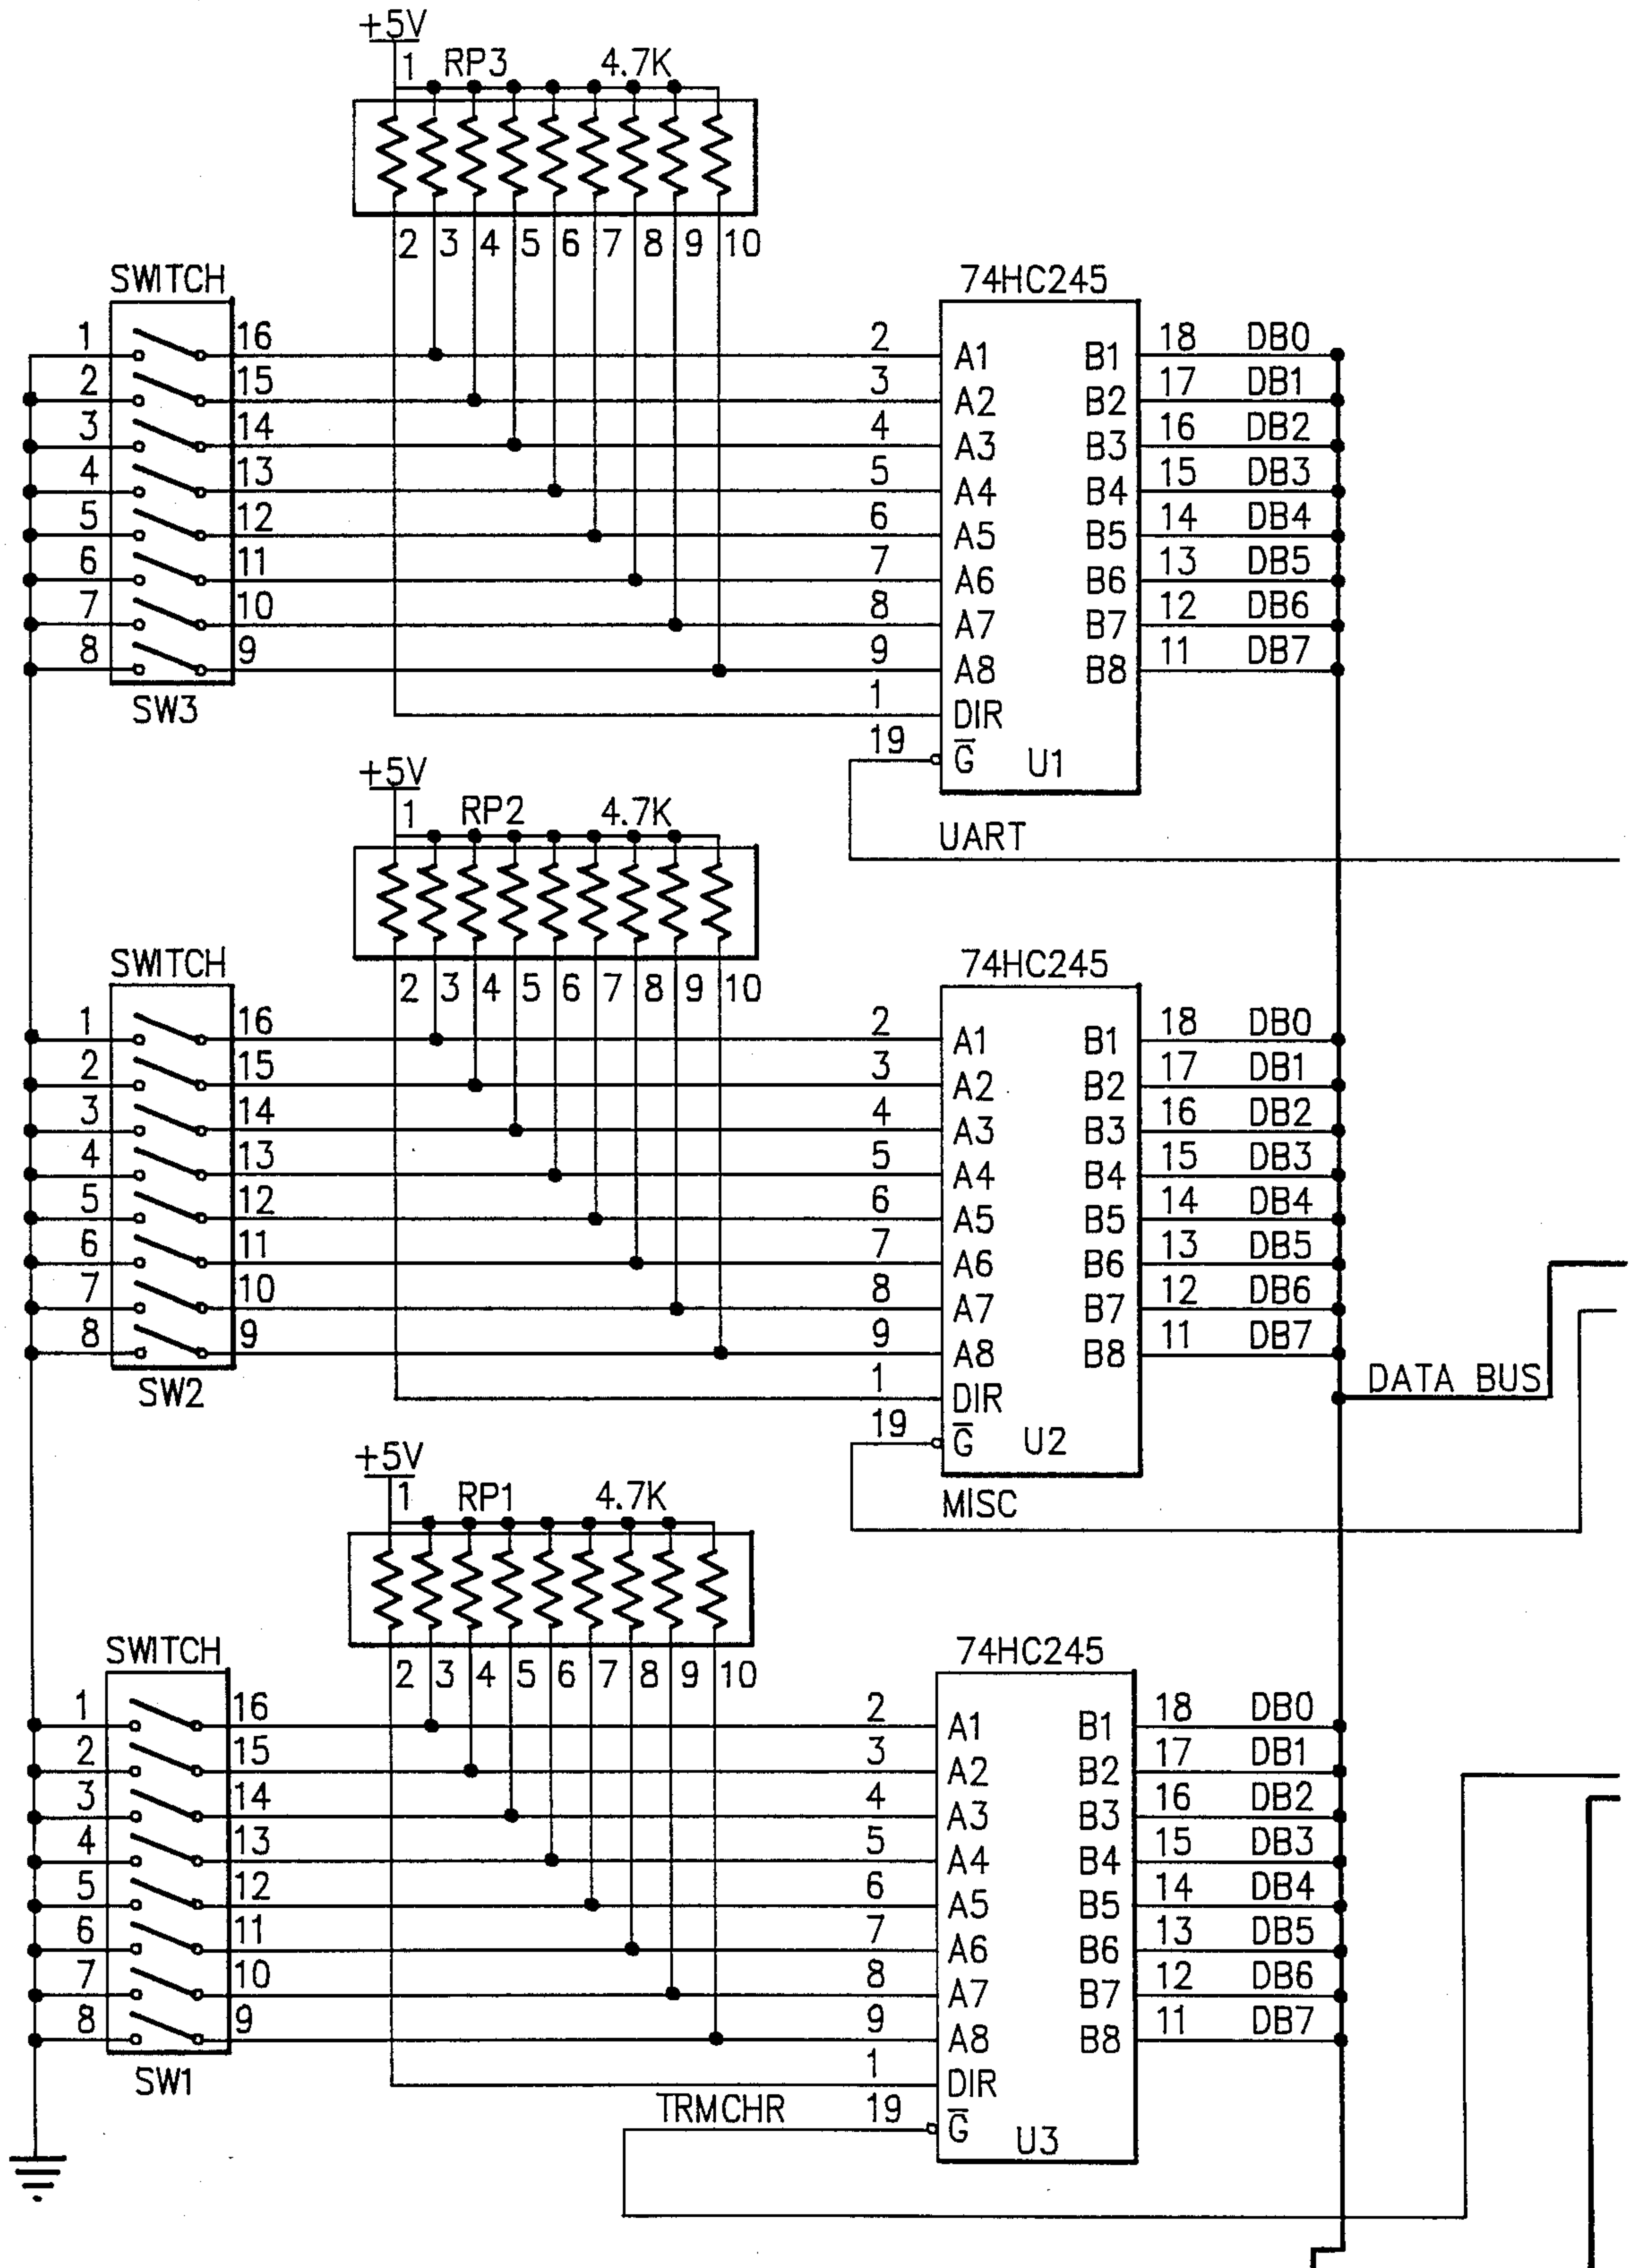 +5V
1 RP3 4.7K
2 3 4 5 6 7 8 9 10
SWITCH 74HC245
1 16 2 A1 B1 18 DB0
2 15 3 A2 B2 17 DB1
3 14 4 A3 B3 16 DB2
4 13 5 A4 B4 15 DB3
5 12 6 A5 B5 14 DB4
6 11 7 A6 B6 13 DB5
7 10 8 A7 B7 12 DB6
8 9 9 A8 B8 11 DB7
SW3 1 DIR
19 G̅ U1
+5V
1 RP2 4.7K
UART
2 3 4 5 6 7 8 9 10
SWITCH 74HC245
1 16 2 A1 B1 18 DB0
2 15 3 A2 B2 17 DB1
3 14 4 A3 B3 16 DB2
4 13 5 A4 B4 15 DB3
5 12 6 A5 B5 14 DB4
6 11 7 A6 B6 13 DB5
7 10 8 A7 B7 12 DB6
8 9 9 A8 B8 11 DB7
SW2 1 DIR DATA BUS
19 G̅ U2
+5V
1 RP1 4.7K
MISC
2 3 4 5 6 7 8 9 10
SWITCH 74HC245
1 16 2 A1 B1 18 DB0
2 15 3 A2 B2 17 DB1
3 14 4 A3 B3 16 DB2
4 13 5 A4 B4 15 DB3
5 12 6 A5 B5 14 DB4
6 11 7 A6 B6 13 DB5
7 10 8 A7 B7 12 DB6
8 9 9 A8 B8 11 DB7
SW1 1 DIR
TRMCHR 19 G̅ U3